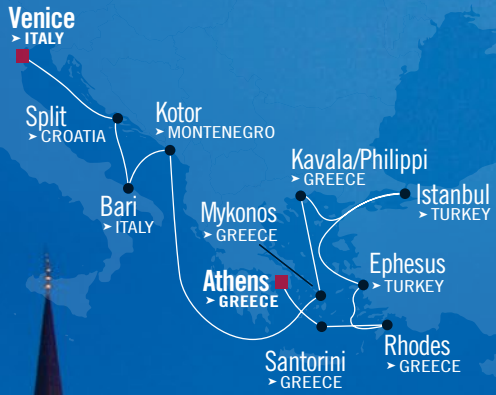 Venice
➤ ITALY
Split
➤ CROATIA
Kotor
➤ MONTENEGRO
Bari
➤ ITALY
Kavala/Philippi
➤ GREECE
Istanbul
➤ TURKEY
Mykonos
➤ GREECE
Athens
➤ GREECE
Ephesus
➤ TURKEY
Santorini
➤ GREECE
Rhodes
➤ GREECE